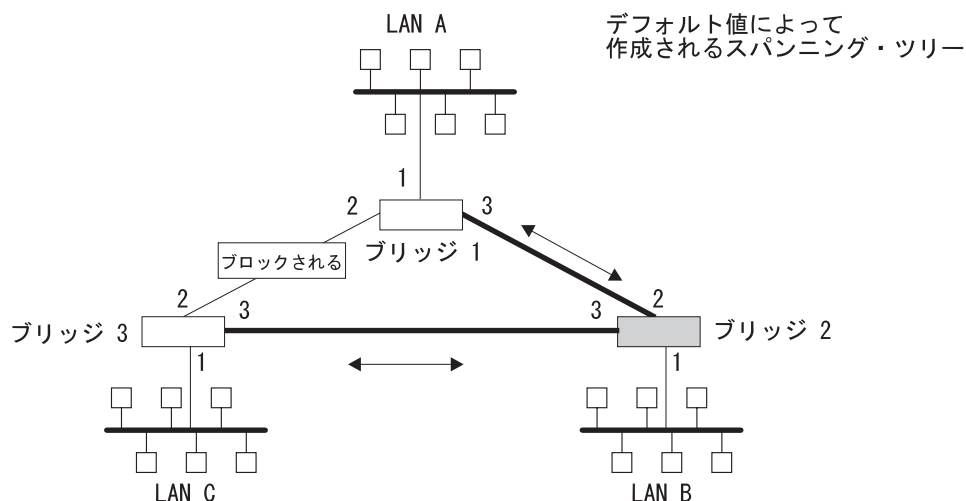 LAN A
デフォルト値によって
作成されるスパンニング・ツリー
1
2
3
ブリッジ 1
ブロックされる
2
3
3
2
ブリッジ 3
ブリッジ 2
1
1
LAN C
LAN B